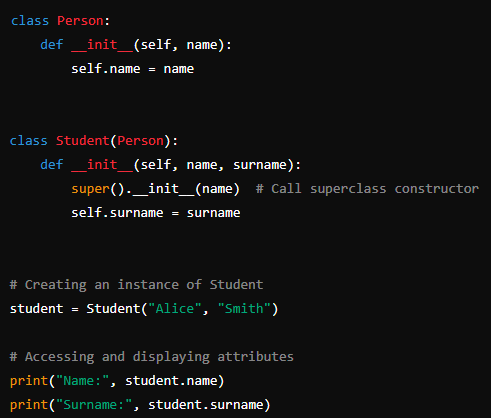 class Person:
    def __init__(self, name):
        self.name = name
class Student(Person):
    def __init__(self, name, surname):
        super().__init__(name)  # Call superclass constructor
        self.surname = surname
# Creating an instance of Student
student = Student("Alice", "Smith")
# Accessing and displaying attributes
print("Name:", student.name)
print("Surname:", student.surname)